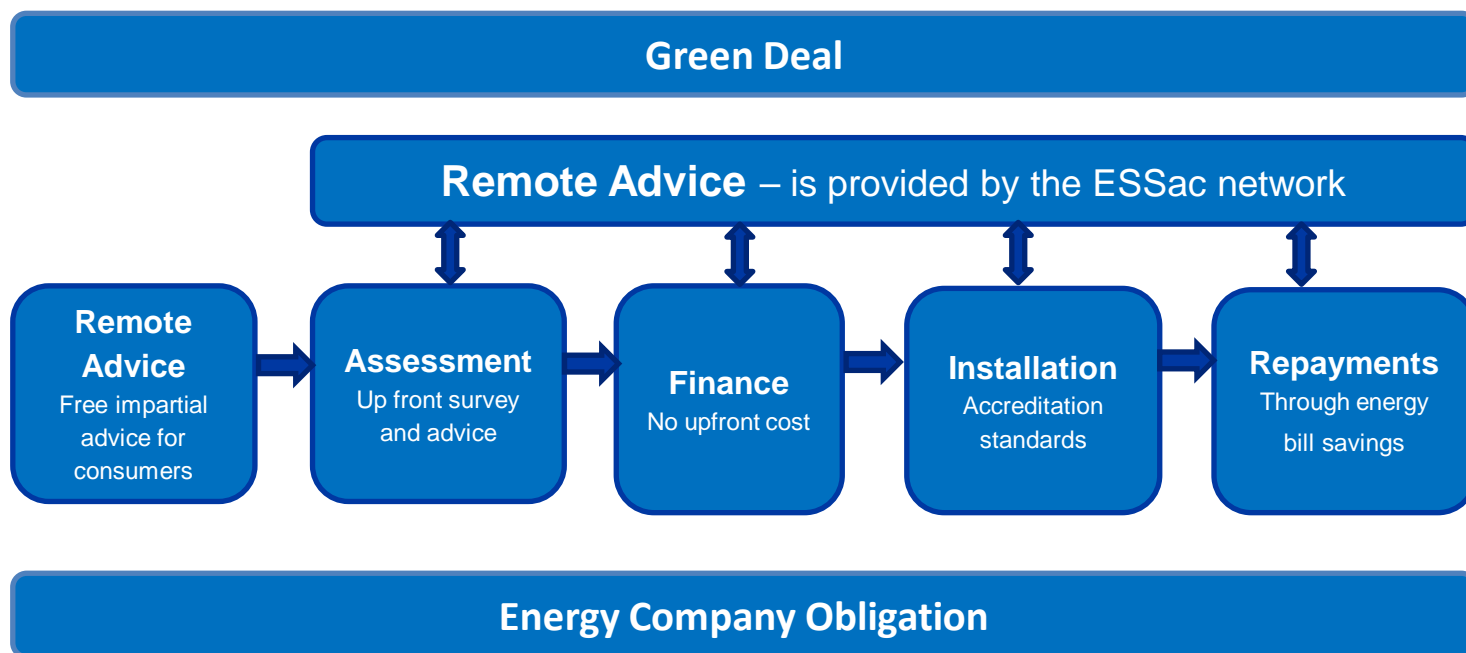 Green Deal
Remote Advice – is provided by the ESSac network
Remote
Advice
Free impartial
advice for
consumers
Assessment
Up front survey
and advice
Finance
No upfront cost
Installation
Accreditation
standards
Repayments
Through energy
bill savings
Energy Company Obligation